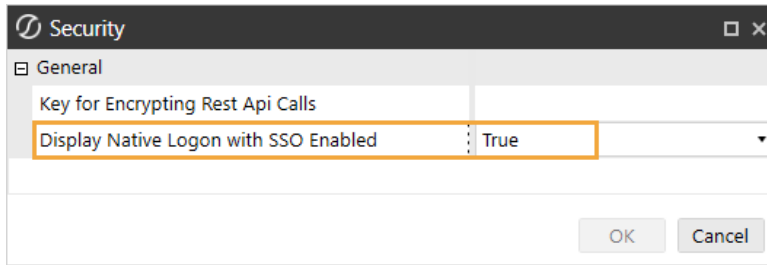 Security
General
Key for Encrypting Rest Api Calls
Display Native Logon with SSO Enabled True
OK Cancel